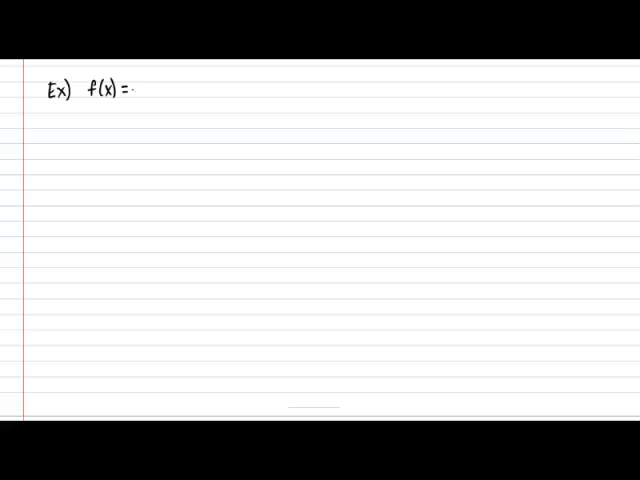 Ex) f(x) =